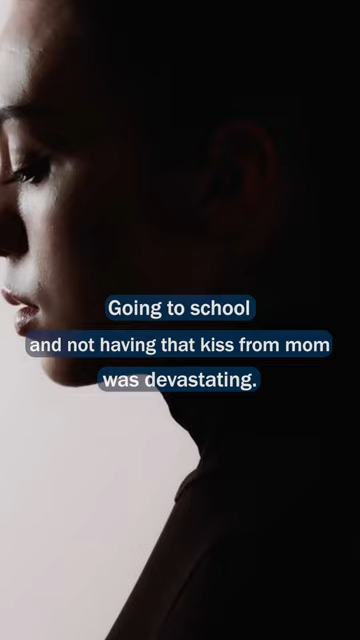 Going to school
and not having that kiss from mom
was devastating.